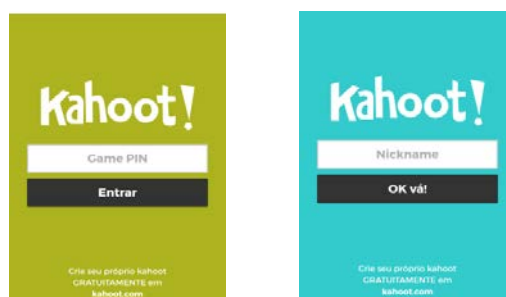 Kahoot!
Game PIN
Entrar
Crie seu próprio kahoot
GRATUITAMENTE em
kahoot.com
Kahoot!
Nickname
OK vá!
Crie seu próprio kahoot
GRATUITAMENTE em
kahoot.com